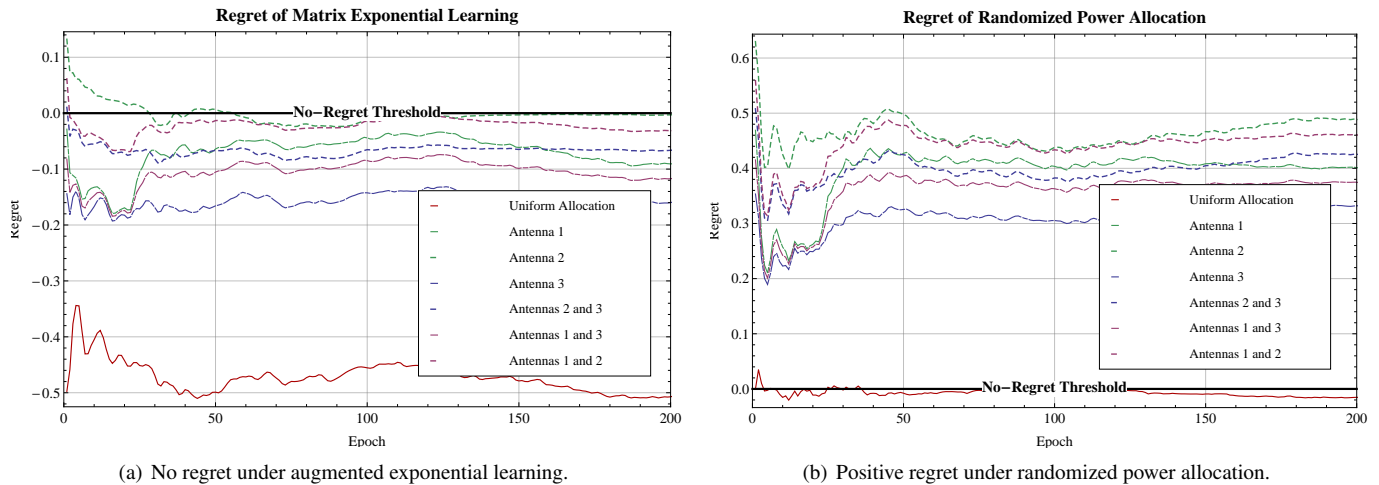 Regret of Matrix Exponential Learning
0.1
0.0
−0.1
−0.2
−0.3
−0.4
−0.5
Regret
No−Regret Threshold
Uniform Allocation
Antenna 1
Antenna 2
Antenna 3
Antennas 2 and 3
Antennas 1 and 3
Antennas 1 and 2
0 50 100 150 200
Epoch
(a) No regret under augmented exponential learning.
Regret of Randomized Power Allocation
0.6
0.5
0.4
0.3
0.2
0.1
0.0
Regret
Uniform Allocation
Antenna 1
Antenna 2
Antenna 3
Antennas 2 and 3
Antennas 1 and 3
Antennas 1 and 2
No−Regret Threshold
0 50 100 150 200
Epoch
(b) Positive regret under randomized power allocation.